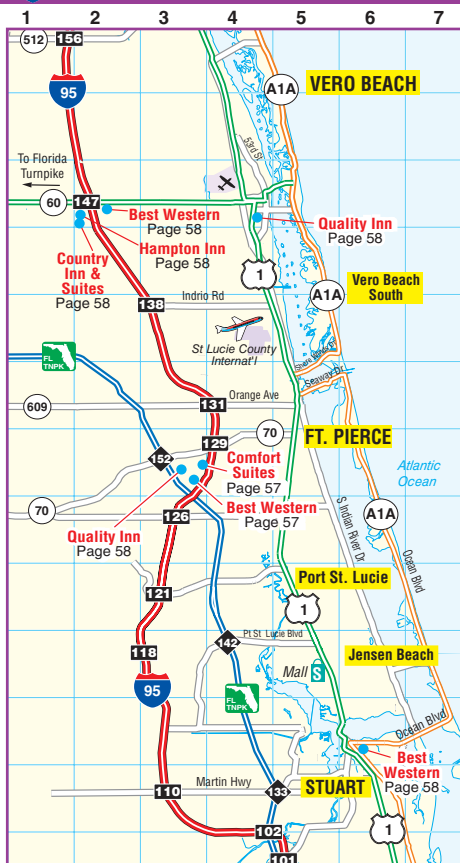 1 2 3 4 5 6 7
512
156
95
A1A
VERO BEACH
53rd St
To Florida
Turnpike
60
147
Best Western
Page 58
Hampton Inn
Page 58
Country
Inn &
Suites
Page 58
Quality Inn
Page 58
1
Vero Beach
South
A1A
138
Indrio Rd
St Lucie County
Internat'l
Seaway Dr
FL
TNPK
609
131
Orange Ave
129
70
FT. PIERCE
152
Comfort
Suites
Page 57
Atlantic
Ocean
Best Western
Page 57
70
126
Quality Inn
Page 58
S Indian River Dr
A1A
Ocean Blvd
Port St. Lucie
121
1
142
Pt St Lucie Blvd
118
Jensen Beach
Mall S
95
FL
TNPK
Ocean Blvd
Best
Western
Page 58
110
Martin Hwy
133
STUART
102
1
101